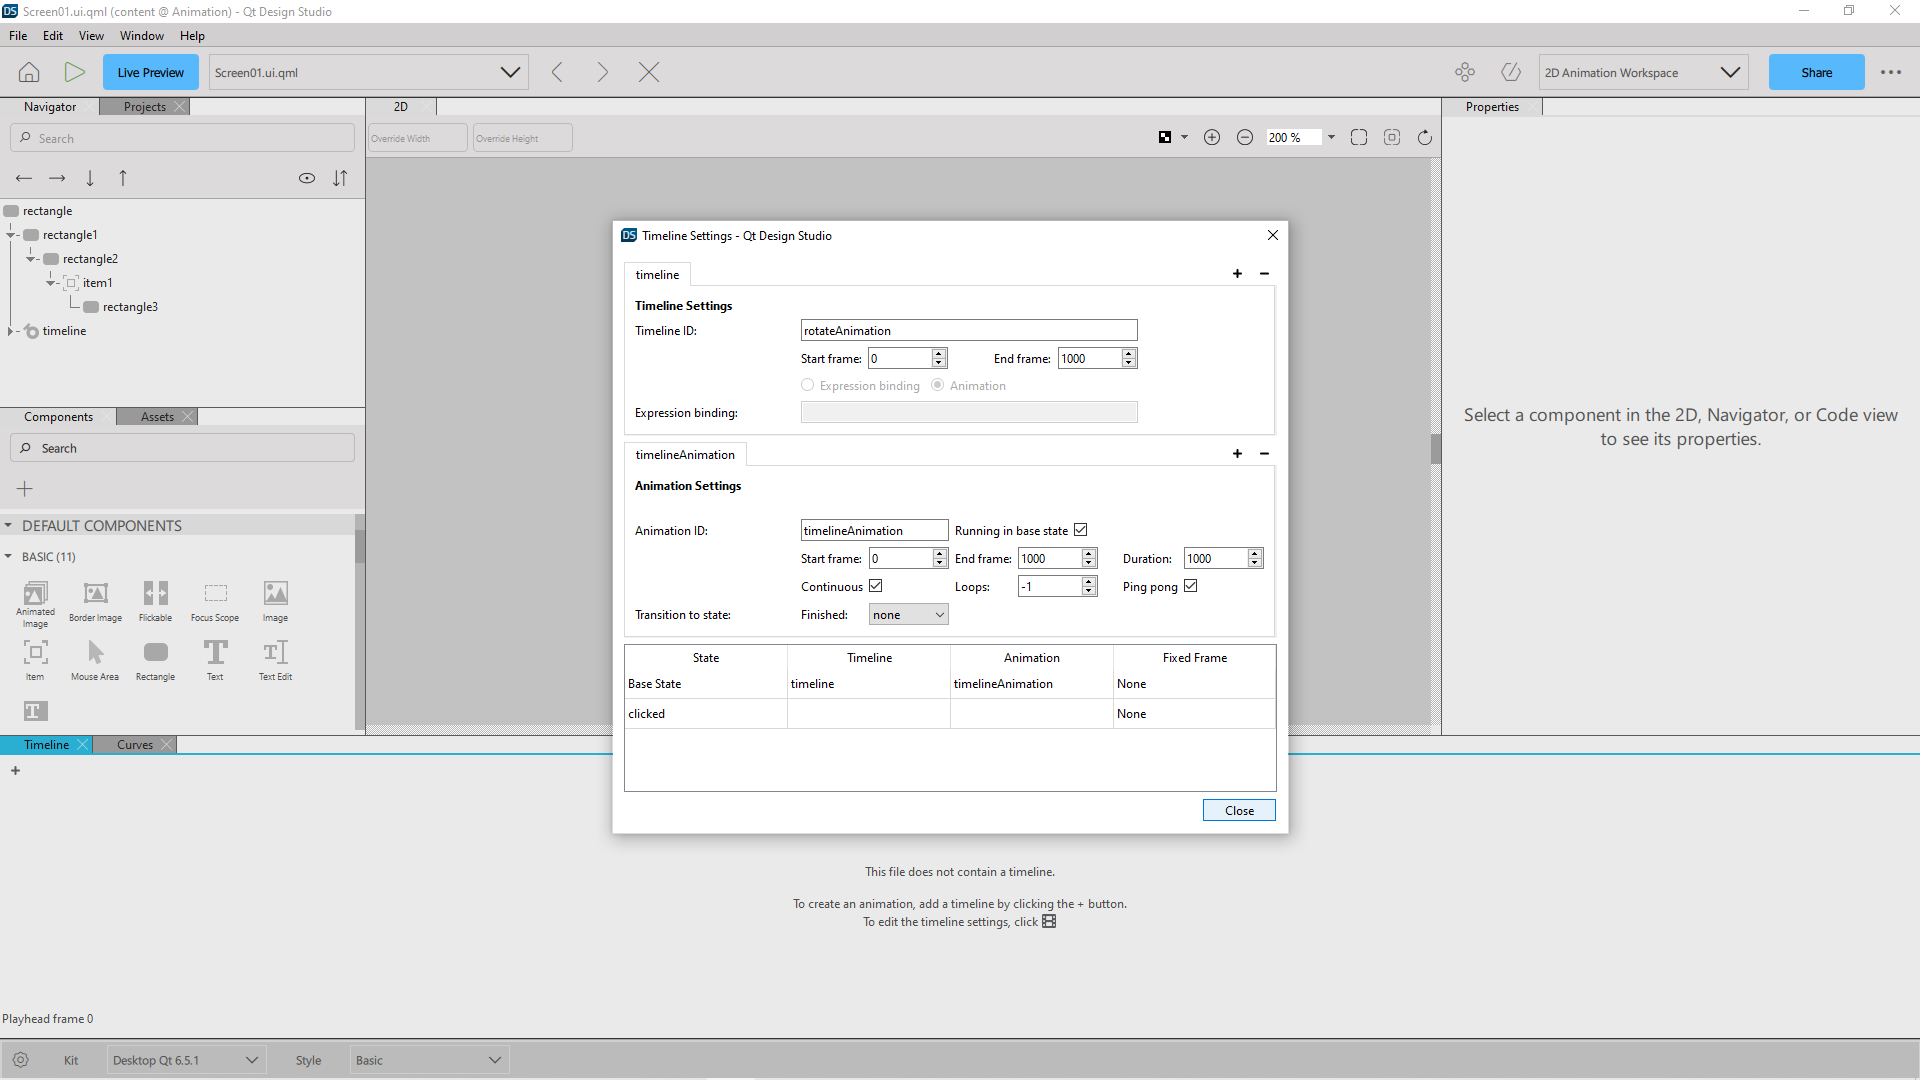 DS Screen01.ui.qml (content @ Animation) - Qt Design Studio
File Edit View Window Help
Live Preview Screen01.ui.qml 2D Animation Workspace Share
Navigator Projects 2D Properties
Search Override Width Override Height 200 %
rectangle
rectangle1
rectangle2
item1
rectangle3
timeline
Components Assets
Search
DEFAULT COMPONENTS
BASIC (11)
Animated Image Border Image Flickable Focus Scope Image
Item Mouse Area Rectangle Text Text Edit
Select a component in the 2D, Navigator, or Code view
to see its properties.
DS Timeline Settings - Qt Design Studio
timeline
Timeline Settings
Timeline ID: rotateAnimation
Start frame: 0 End frame: 1000
Expression binding Animation
Expression binding:
timelineAnimation
Animation Settings
Animation ID: timelineAnimation Running in base state
Start frame: 0 End frame: 1000 Duration: 1000
Continuous Loops: -1 Ping pong
Transition to state: Finished: none
State Timeline Animation Fixed Frame
Base State timeline timelineAnimation None
clicked None
Close
Timeline Curves
+
This file does not contain a timeline.
To create an animation, add a timeline by clicking the + button.
To edit the timeline settings, click
Playhead frame 0
Kit Desktop Qt 6.5.1 Style Basic